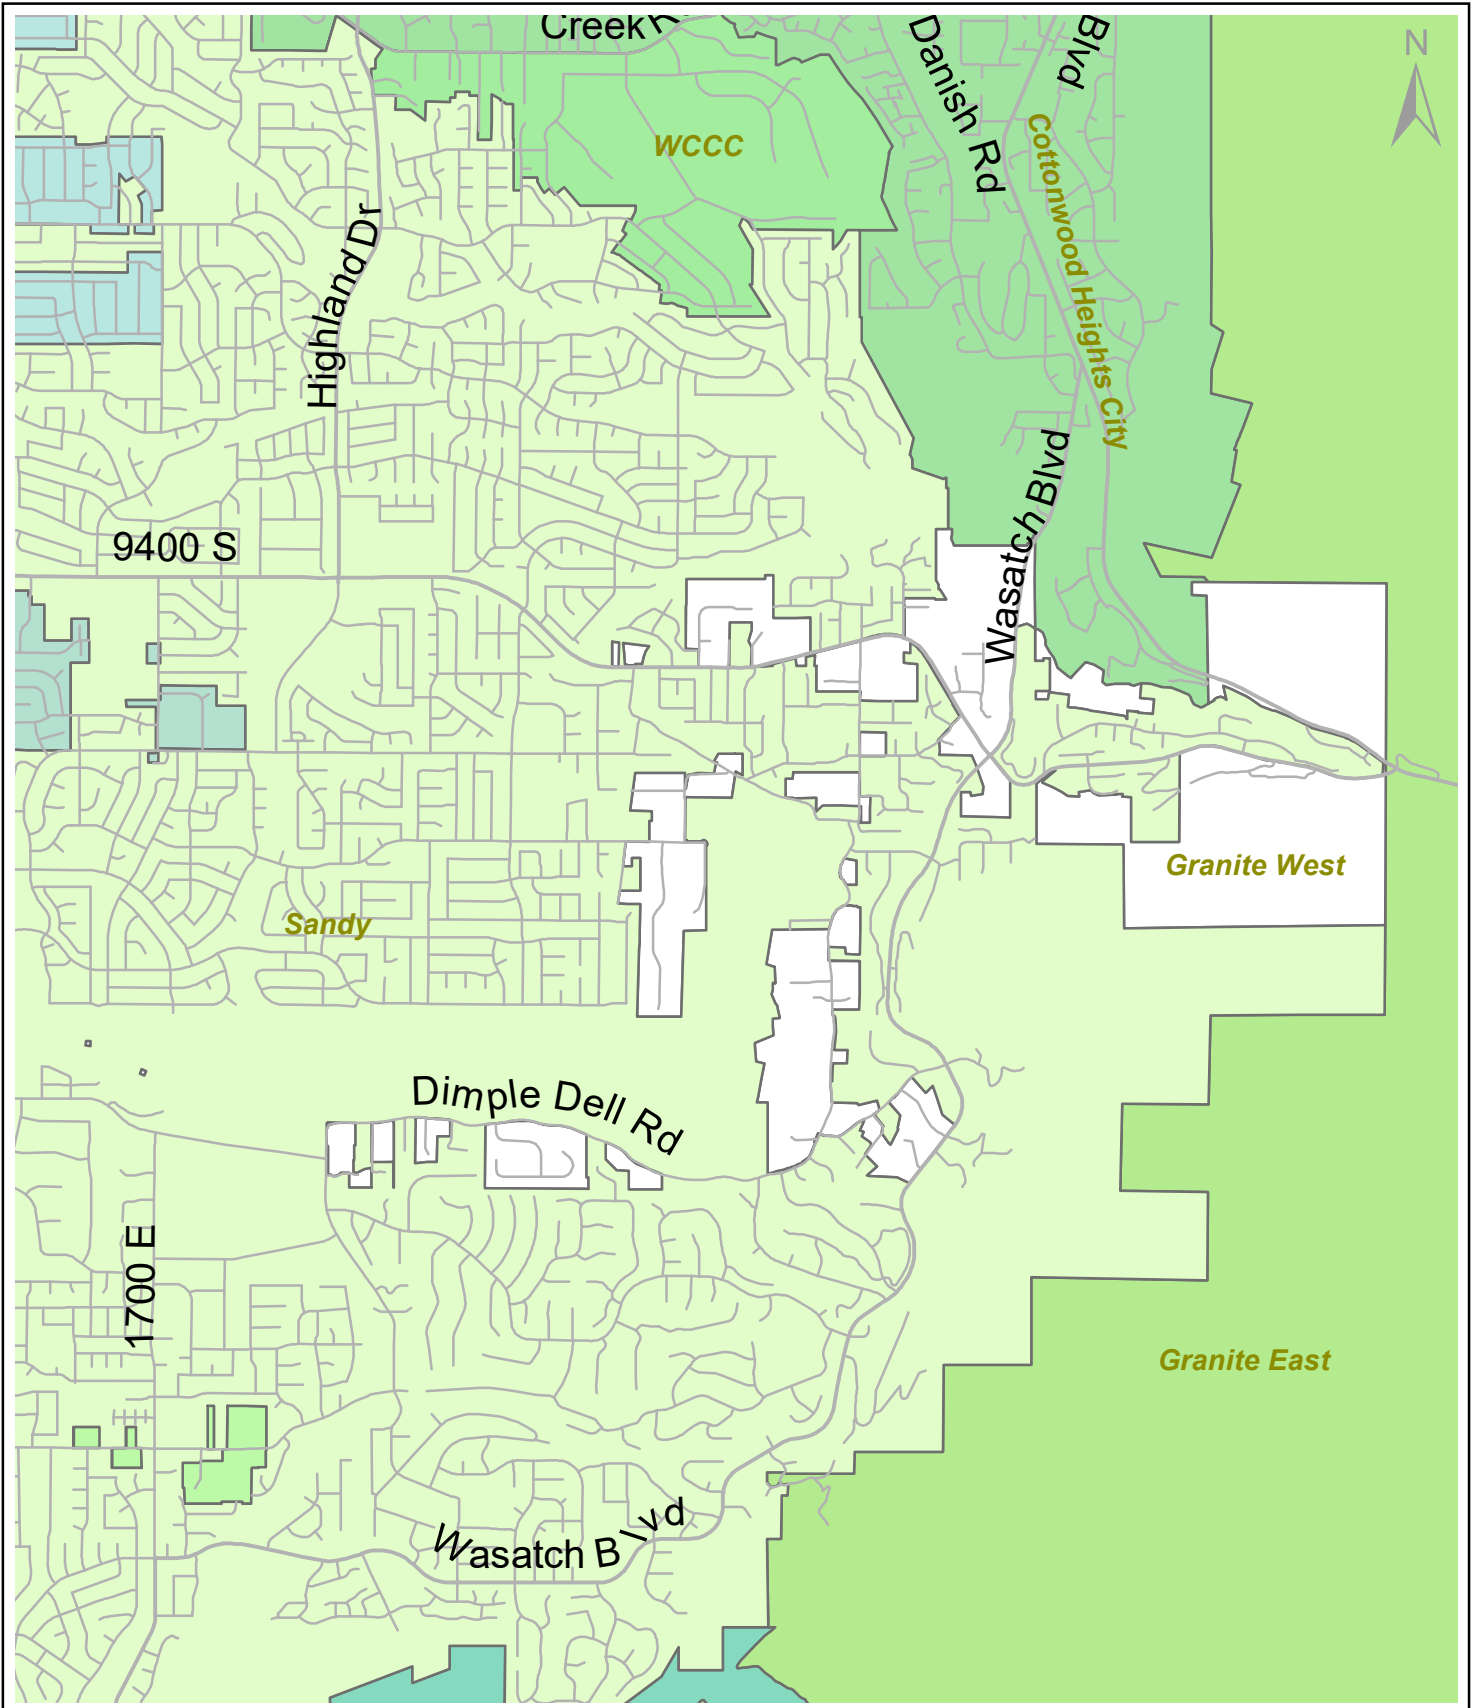 Creek R
Danish Rd
Blvd
N
WCCC
Cottonwood Heights City
Highland Dr
Wasatch Blvd
9400 S
Granite West
Sandy
Dimple Dell Rd
1700 E
Granite East
Wasatch Blvd